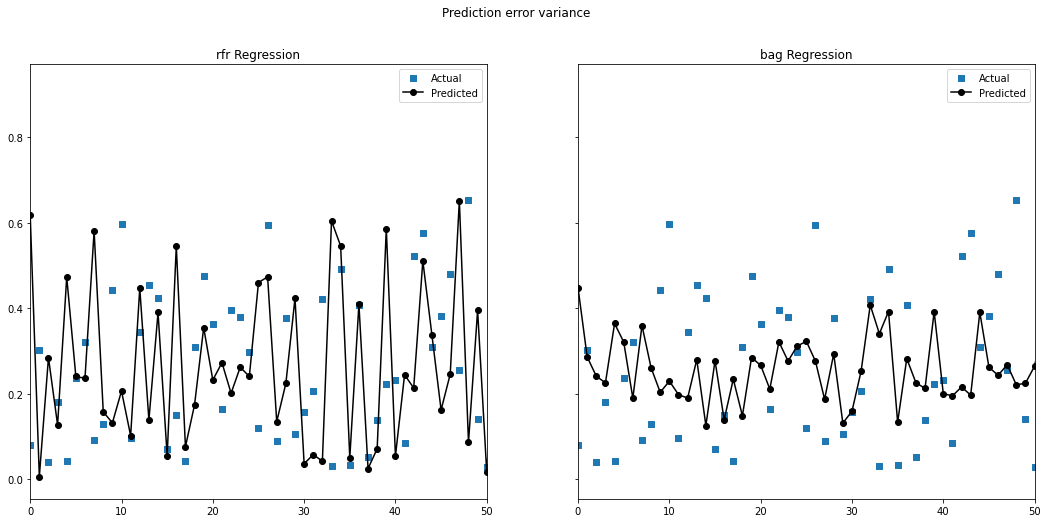 Prediction error variance
rfr Regression
Actual
Predicted
0.8
0.6
0.4
0.2
0.0
0 10 20 30 40 50
bag Regression
Actual
Predicted
0 10 20 30 40 50